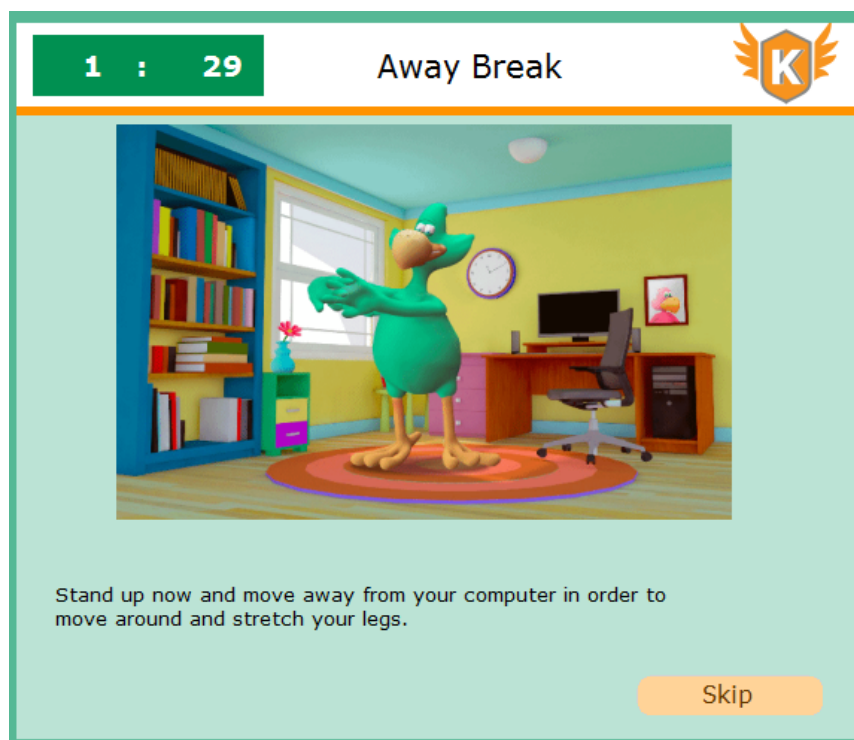 1 : 29
Away Break
K
Stand up now and move away from your computer in order to
move around and stretch your legs.
Skip